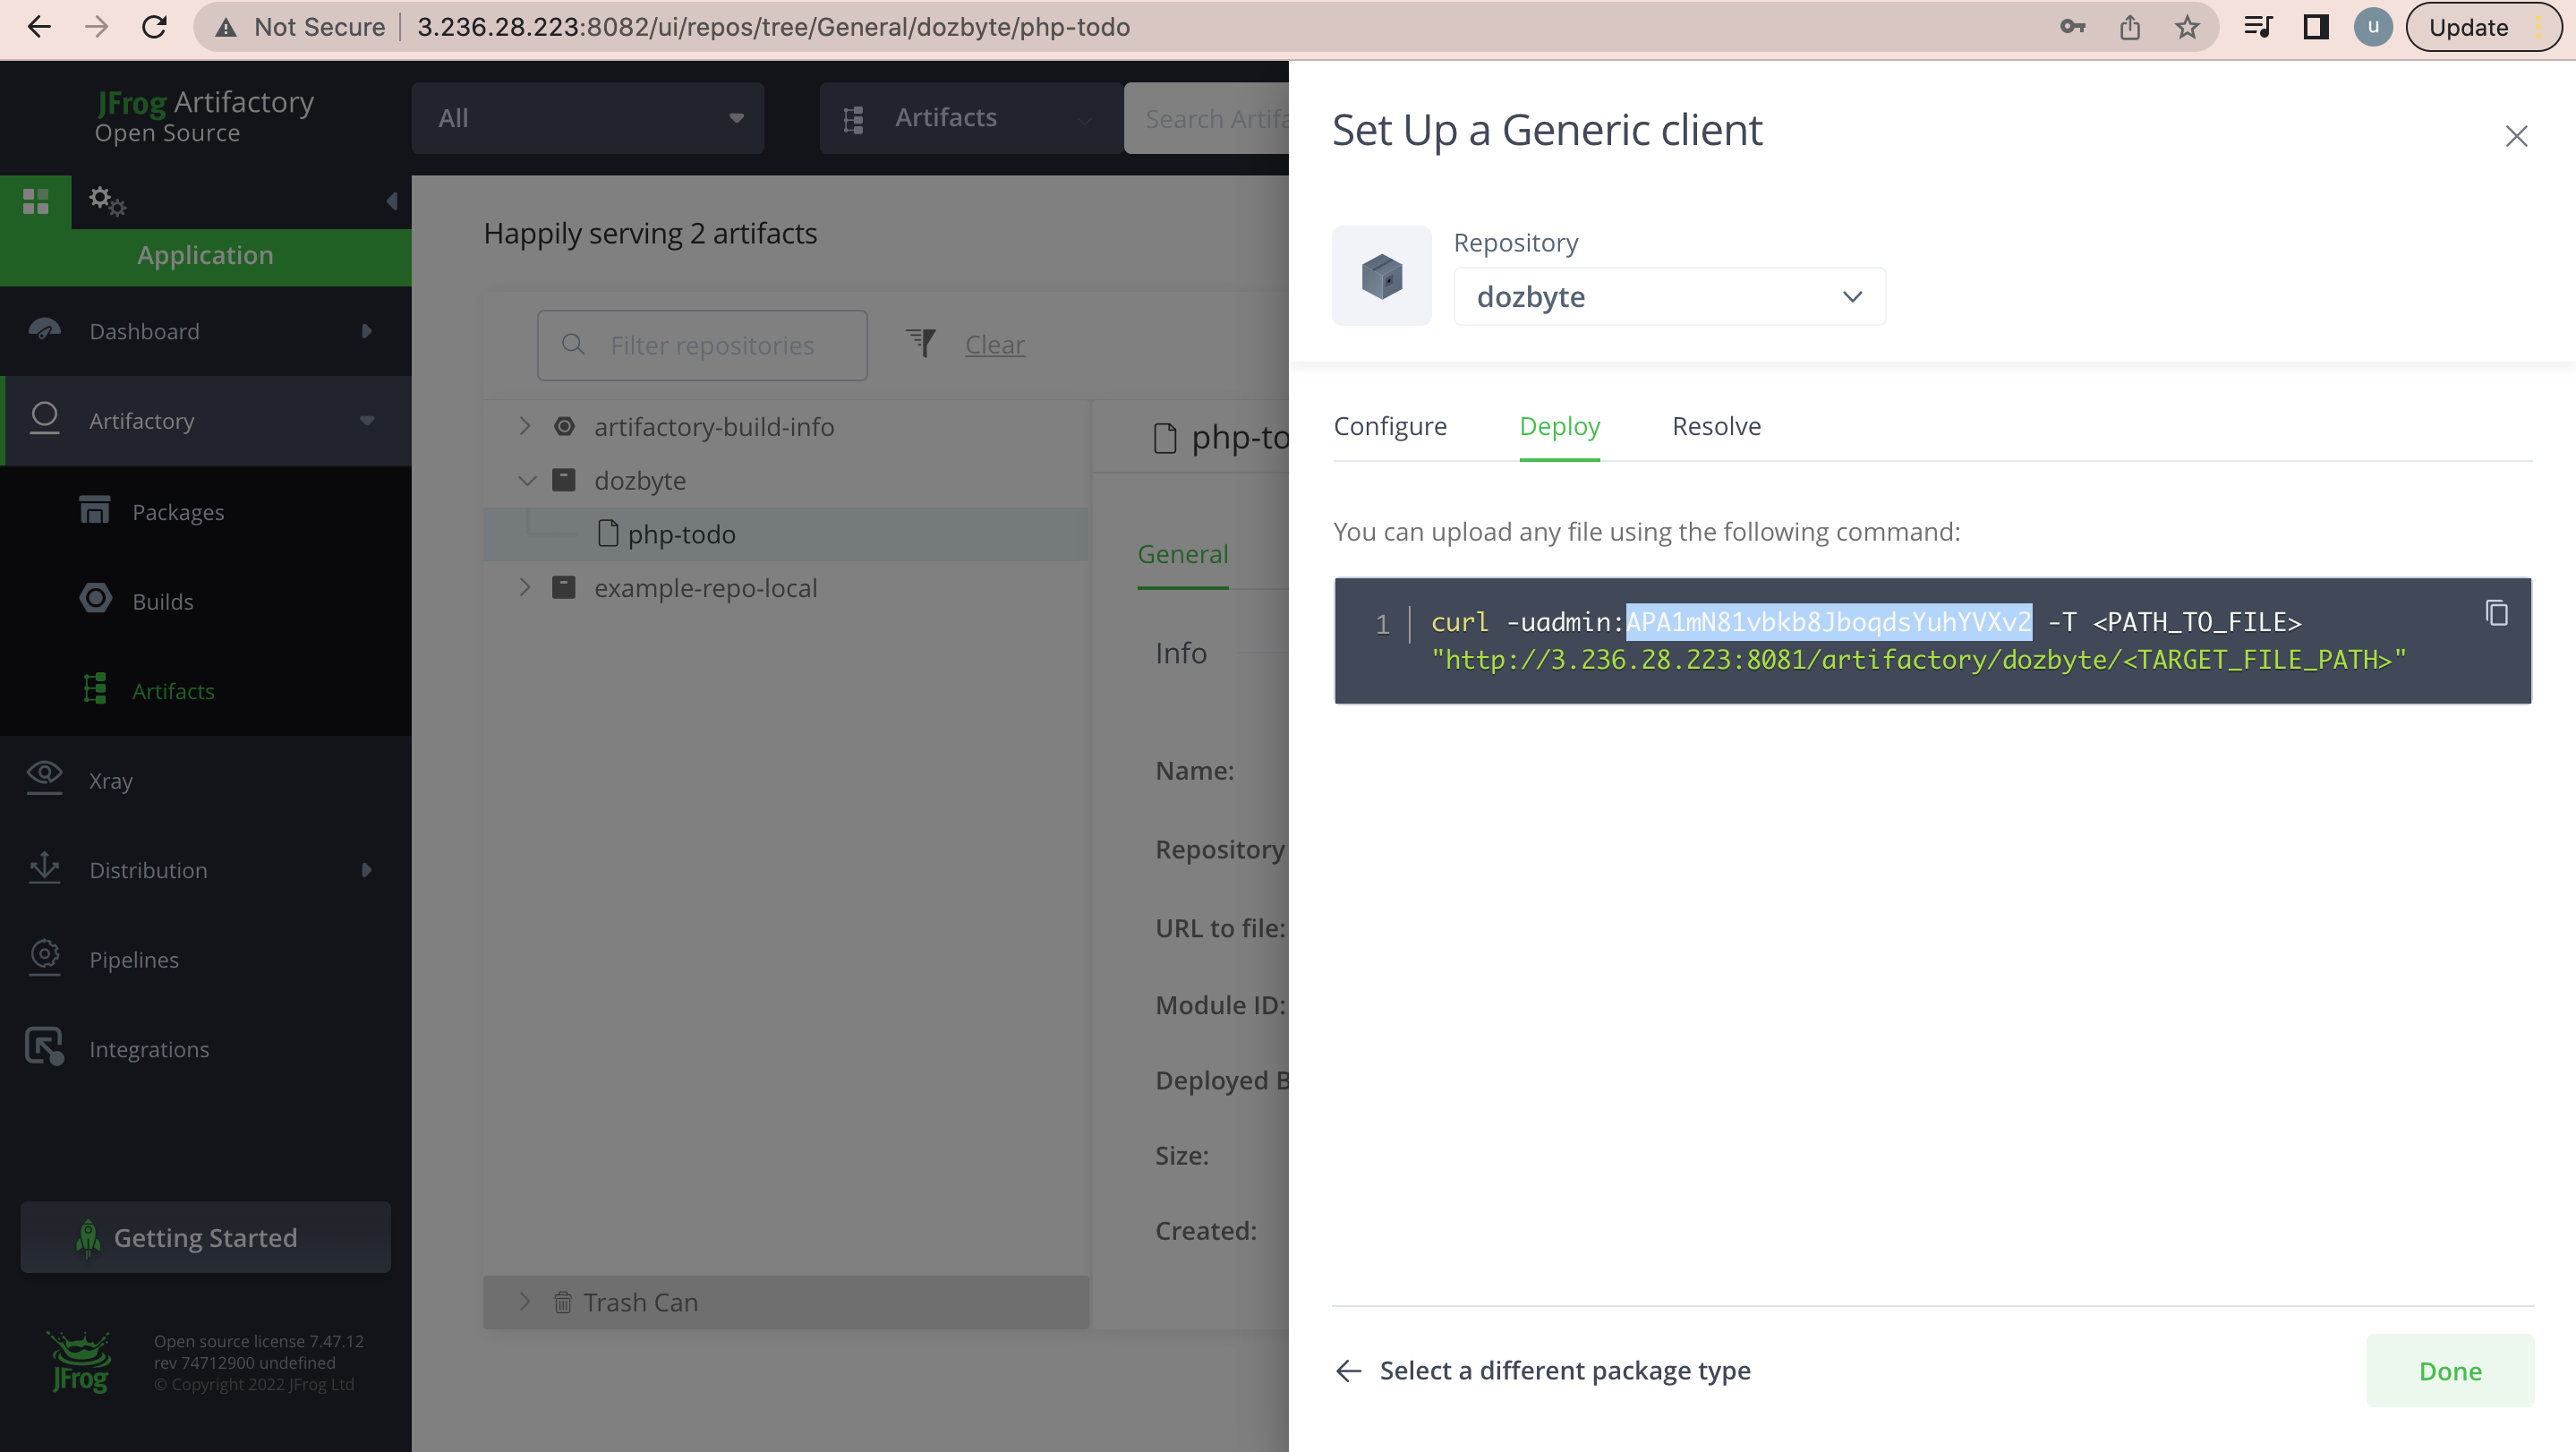 Not Secure 3.236.28.223:8082/ui/repos/tree/General/dozbyte/php-todo
u
Update
JFrog Artifactory
Open Source
All
Artifacts
Search Artifa
Application
Dashboard
Artifactory
Packages
Builds
Artifacts
Xray
Distribution
Pipelines
Integrations
Getting Started
JFrog
Open source license 7.47.12
rev 74712900 undefined
© Copyright 2022 JFrog Ltd
Happily serving 2 artifacts
Filter repositories
Clear
artifactory-build-info
dozbyte
php-todo
example-repo-local
Trash Can
php-to
General
Info
Name:
Repository
URL to file:
Module ID:
Deployed B
Size:
Created:
Set Up a Generic client
Repository
dozbyte
Configure
Deploy
Resolve
You can upload any file using the following command:
1
curl -uadmin:APA1mN81vbkb8JboqdsYuhYVXv2 -T <PATH_TO_FILE>
"http://3.236.28.223:8081/artifactory/dozbyte/<TARGET_FILE_PATH>"
Select a different package type
Done